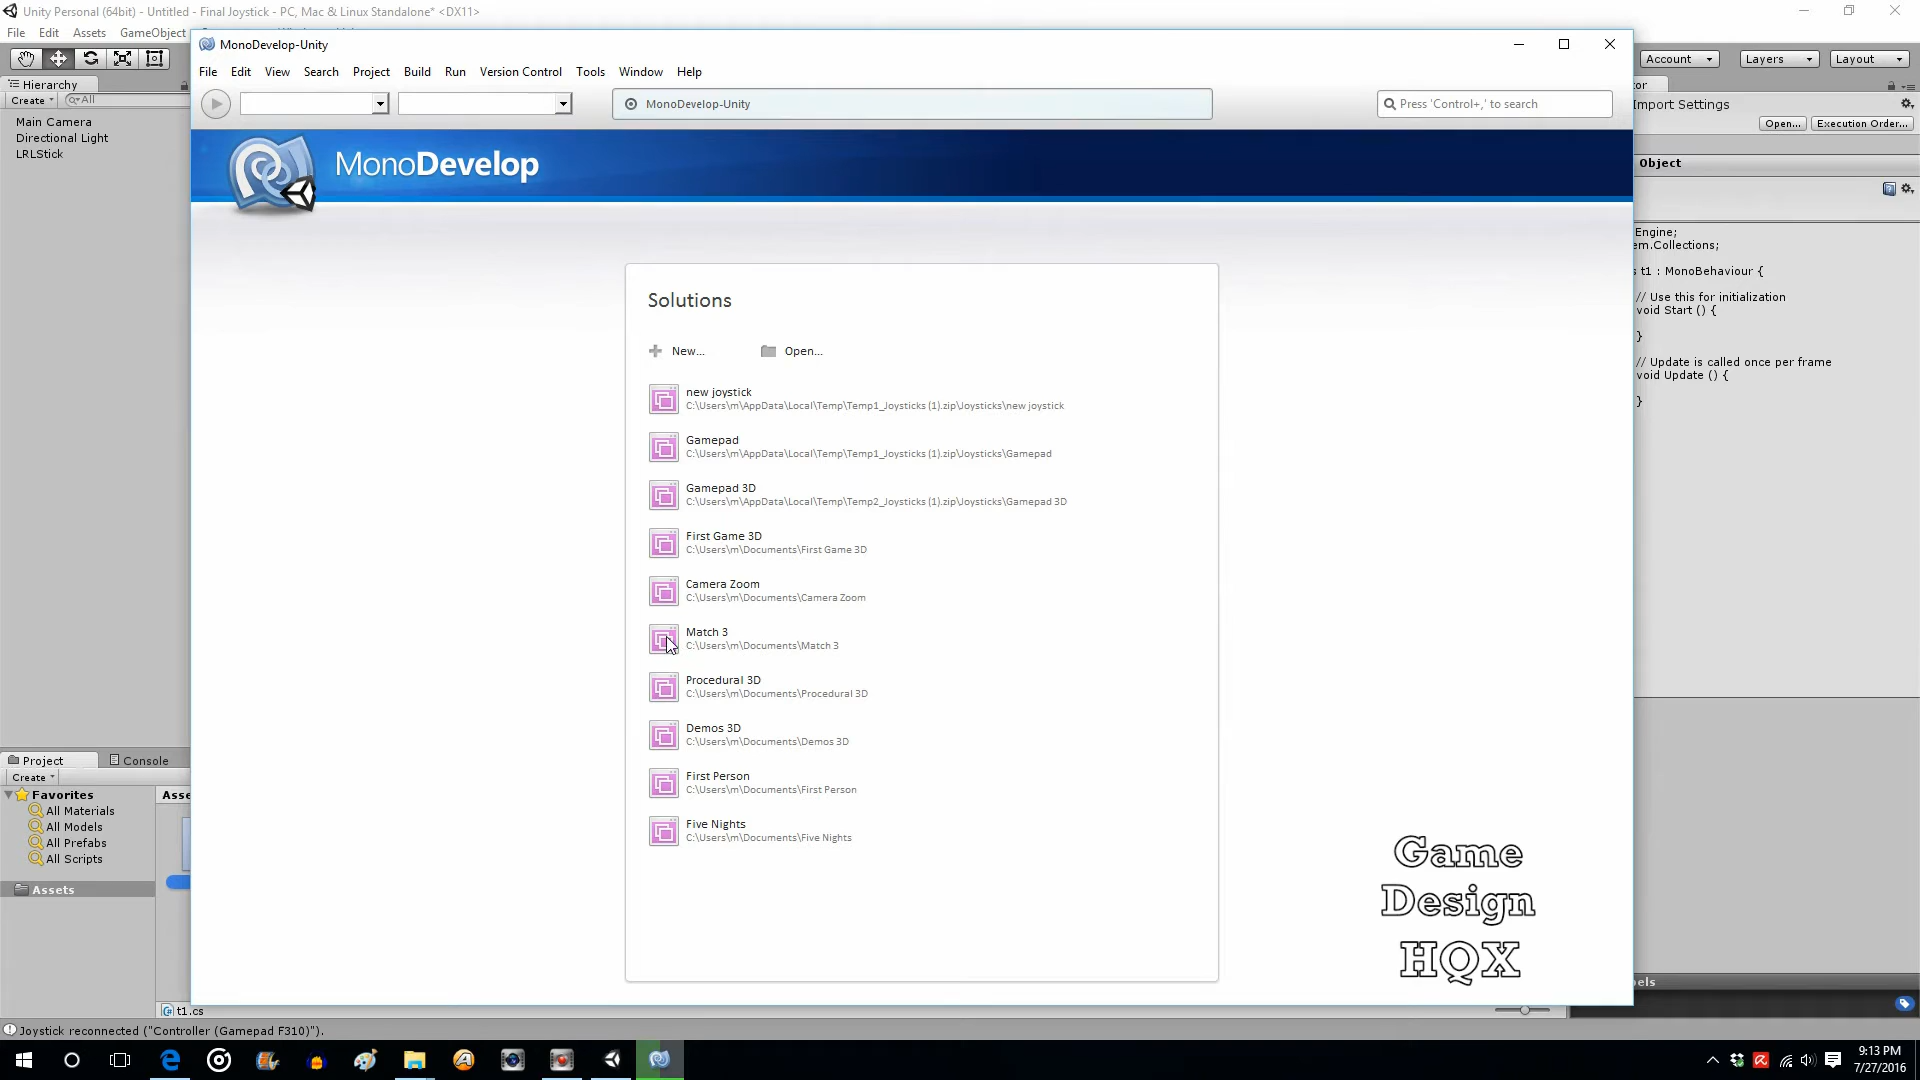 Unity Personal (64bit) - Untitled - Final Joystick - PC, Mac & Linux Standalone* <DX11>
File Edit Assets GameObject
MonoDevelop-Unity
File Edit View Search Project Build Run Version Control Tools Window Help
Account Layers Layout
Hierarchy
Create All
MonoDevelop-Unity
Press 'Control+,' to search
Import Settings
Open... Execution Order...
Main Camera
Directional Light
LRLStick
MonoDevelop
Object
Engine;
em.Collections;
t1 : MonoBehaviour {
// Use this for initialization
void Start () {
}
// Update is called once per frame
void Update () {
}
Solutions
New... Open...
new joystick
C:\Users\m\AppData\Local\Temp\Temp1_Joysticks (1).zip\Joysticks\new joystick
Gamepad
C:\Users\m\AppData\Local\Temp\Temp1_Joysticks (1).zip\Joysticks\Gamepad
Gamepad 3D
C:\Users\m\AppData\Local\Temp\Temp2_Joysticks (1).zip\Joysticks\Gamepad 3D
First Game 3D
C:\Users\m\Documents\First Game 3D
Camera Zoom
C:\Users\m\Documents\Camera Zoom
Match 3
C:\Users\m\Documents\Match 3
Procedural 3D
C:\Users\m\Documents\Procedural 3D
Demos 3D
C:\Users\m\Documents\Demos 3D
First Person
C:\Users\m\Documents\First Person
Five Nights
C:\Users\m\Documents\Five Nights
Project Console
Create
Favorites
All Materials
All Models
All Prefabs
All Scripts
Assets
Asse
Game
Design
HQX
bels
t1.cs
Joystick reconnected ("Controller (Gamepad F310)").
9:13 PM
7/27/2016